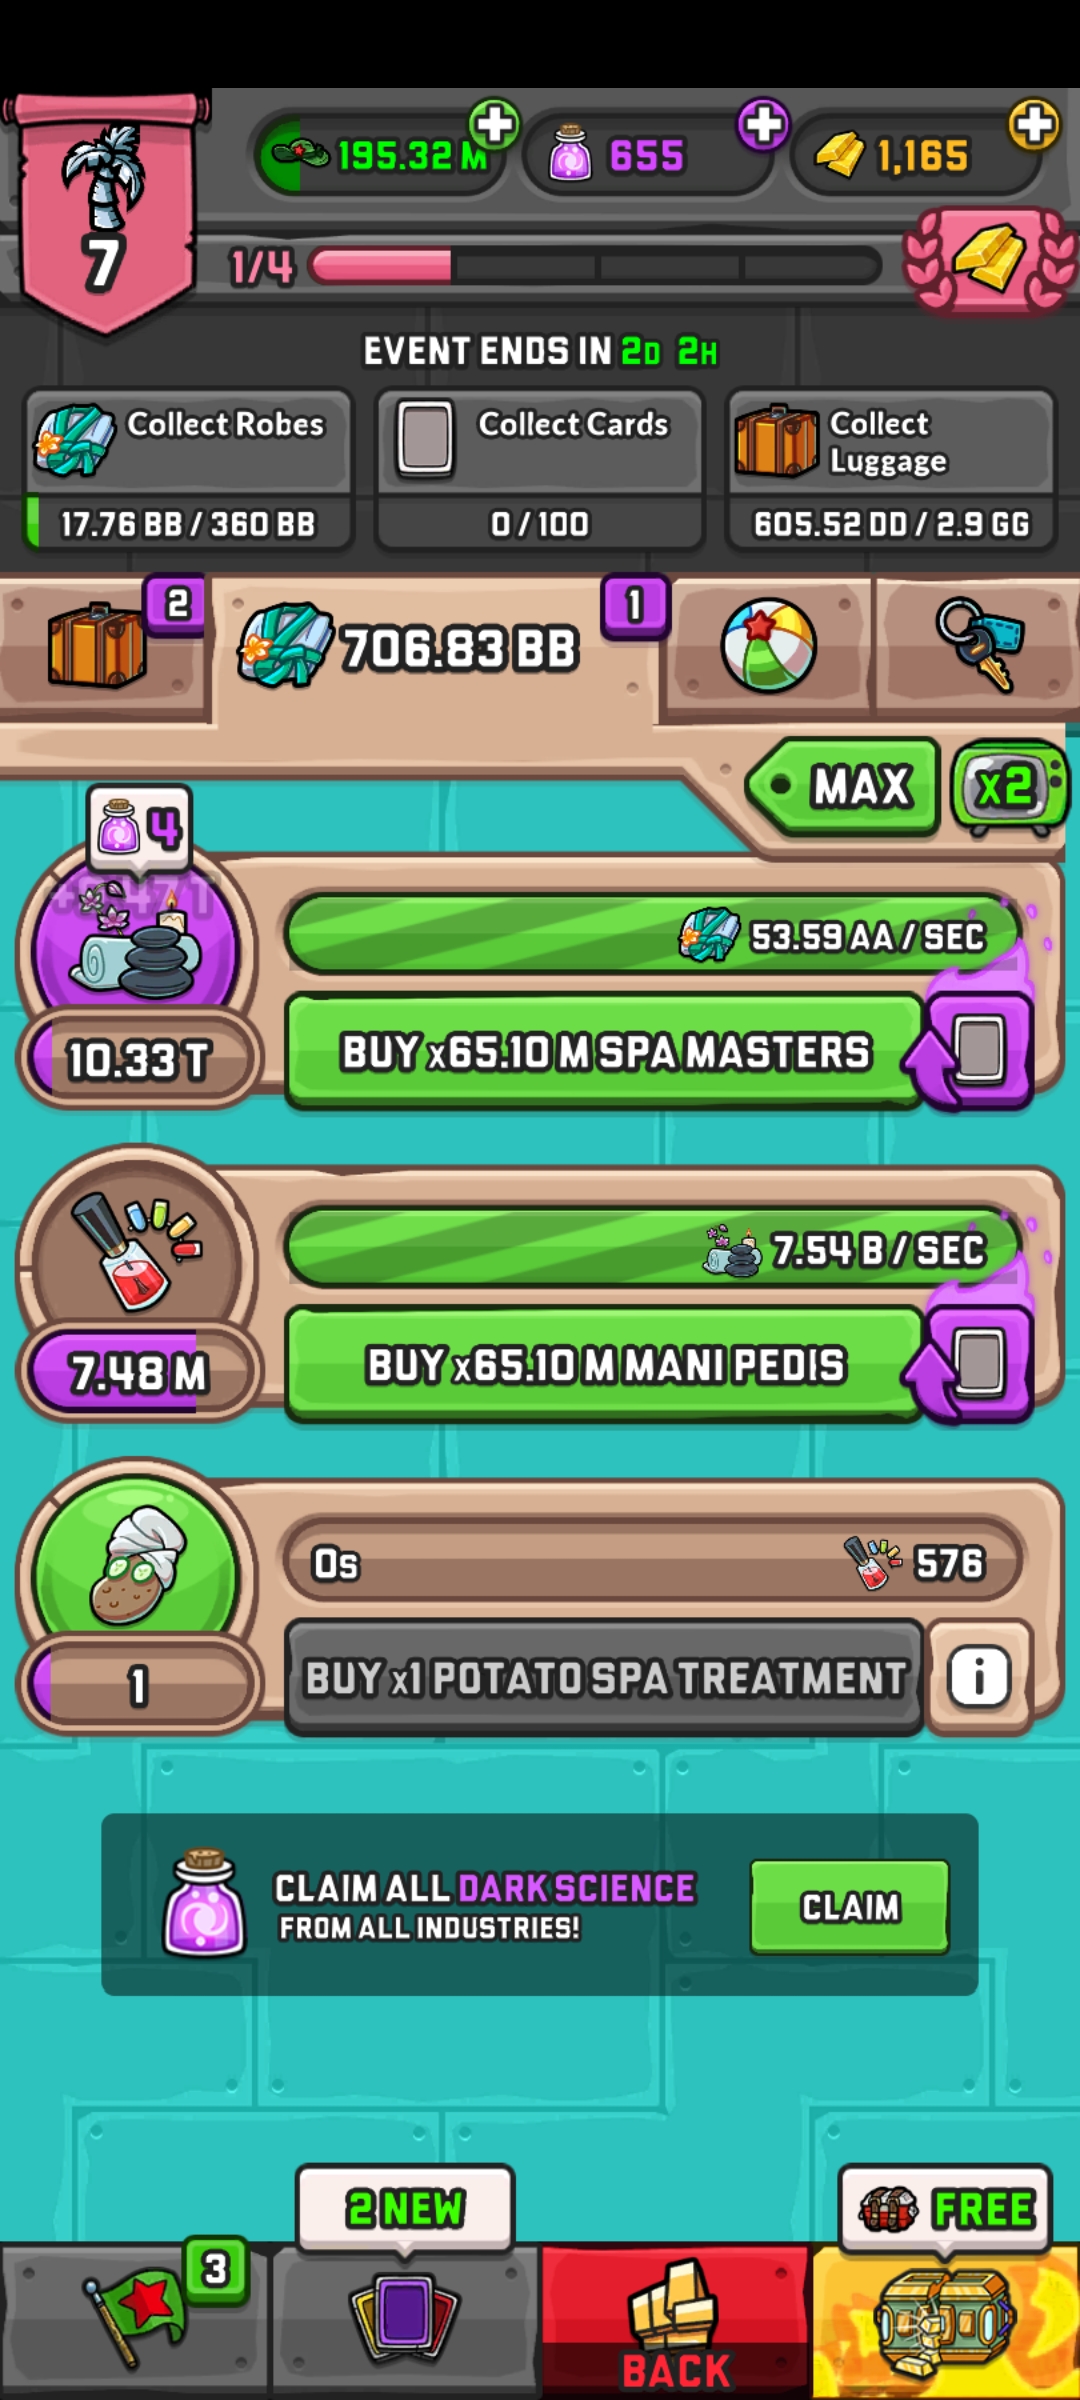 195.32 M
655
1,165
7
1/4
EVENT ENDS IN 2D 2H
Collect Robes
17.76 BB / 360 BB
Collect Cards
0 / 100
Collect
Luggage
605.52 DD / 2.9 GG
2
706.83 BB
1
MAX
x2
4
53.59 AA / SEC
10.33 T
BUY x65.10 M SPA MASTERS
7.54 B / SEC
7.48 M
BUY x65.10 M MANI PEDIS
0s
576
1
BUY x1 POTATO SPA TREATMENT
i
CLAIM ALL DARK SCIENCE
FROM ALL INDUSTRIES!
CLAIM
2 NEW
FREE
3
BACK